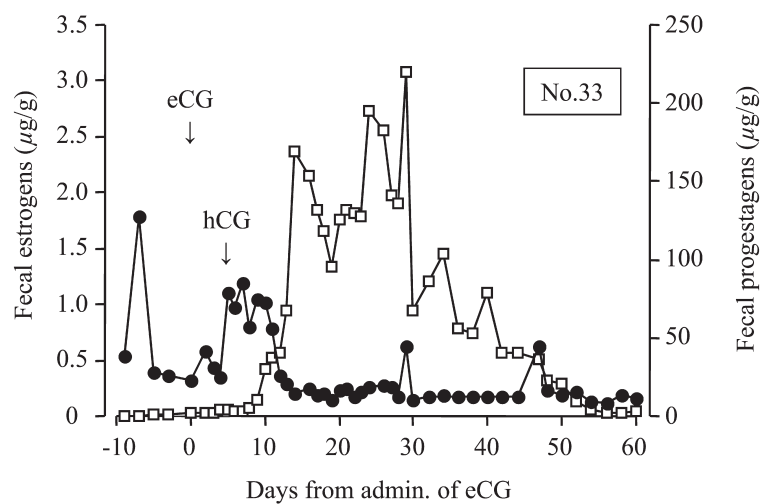 3.5
3.0
2.5
2.0
1.5
1.0
0.5
0
Fecal estrogens (µg/g)
eCG
↓
hCG
↓
No.33
250
200
150
100
50
0
Fecal progestagens (µg/g)
-10 0 10 20 30 40 50 60
Days from admin. of eCG